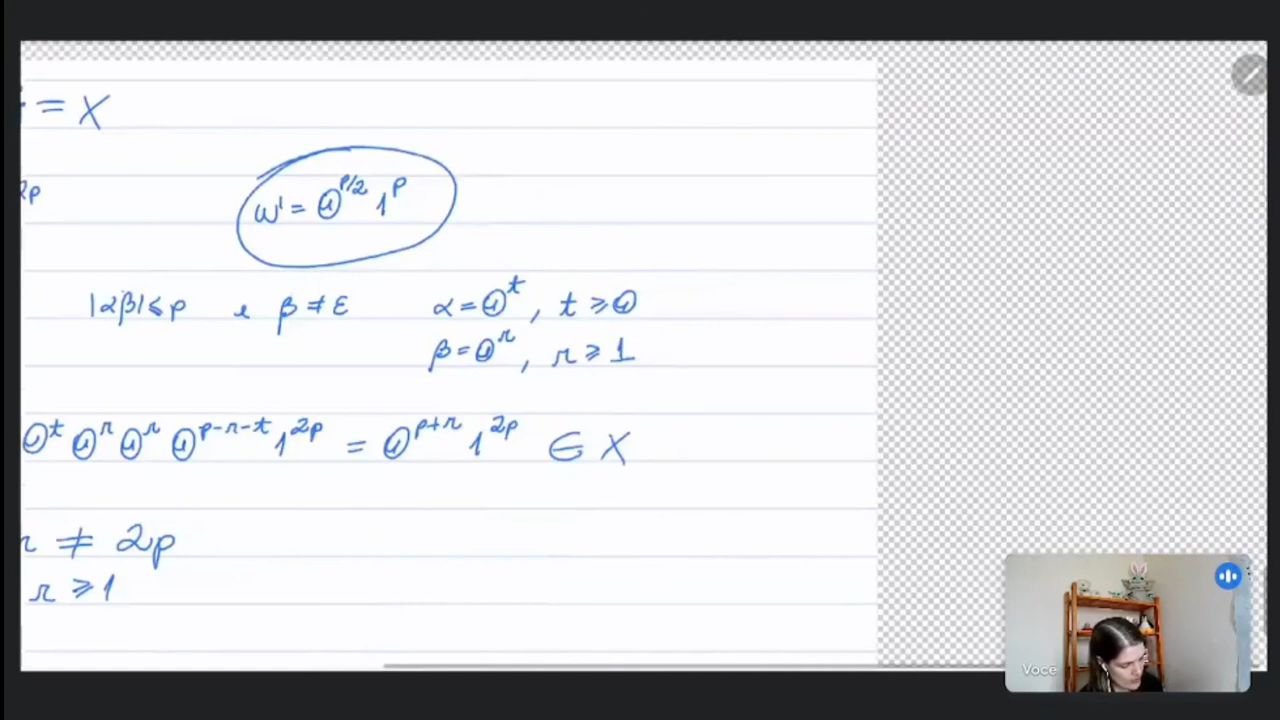 = X
2p
w' = 0^{p/2} 1^p
|αβ| ≤ p e β ≠ ε α = 0^t, t ≥ 0
β = 0^r, r ≥ 1
0^t 0^r 0^r 0^{p-r-t} 1^{2p} = 0^{p+r} 1^{2p} ∈ X
r ≠ 2p
r ≥ 1
Você